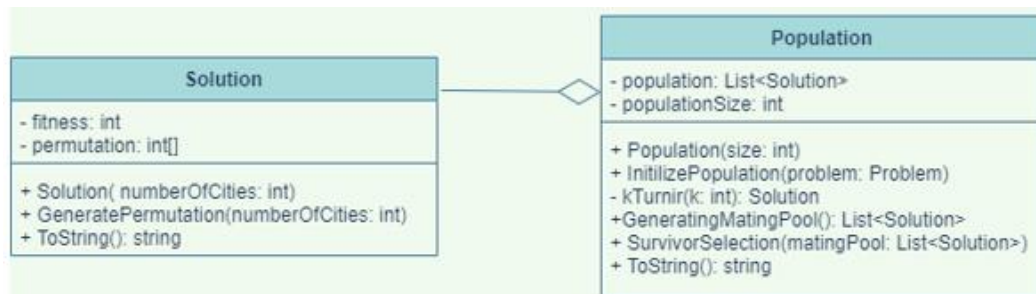 Solution
- fitness: int
- permutation: int[]
+ Solution( numberOfCities: int)
+ GeneratePermutation(numberOfCities: int)
+ ToString(): string
Population
- population: List<Solution>
- populationSize: int
+ Population(size: int)
+ InitilizePopulation(problem: Problem)
- kTurnir(k: int): Solution
+GeneratingMatingPool(): List<Solution>
+ SurvivorSelection(matingPool: List<Solution>)
+ ToString(): string